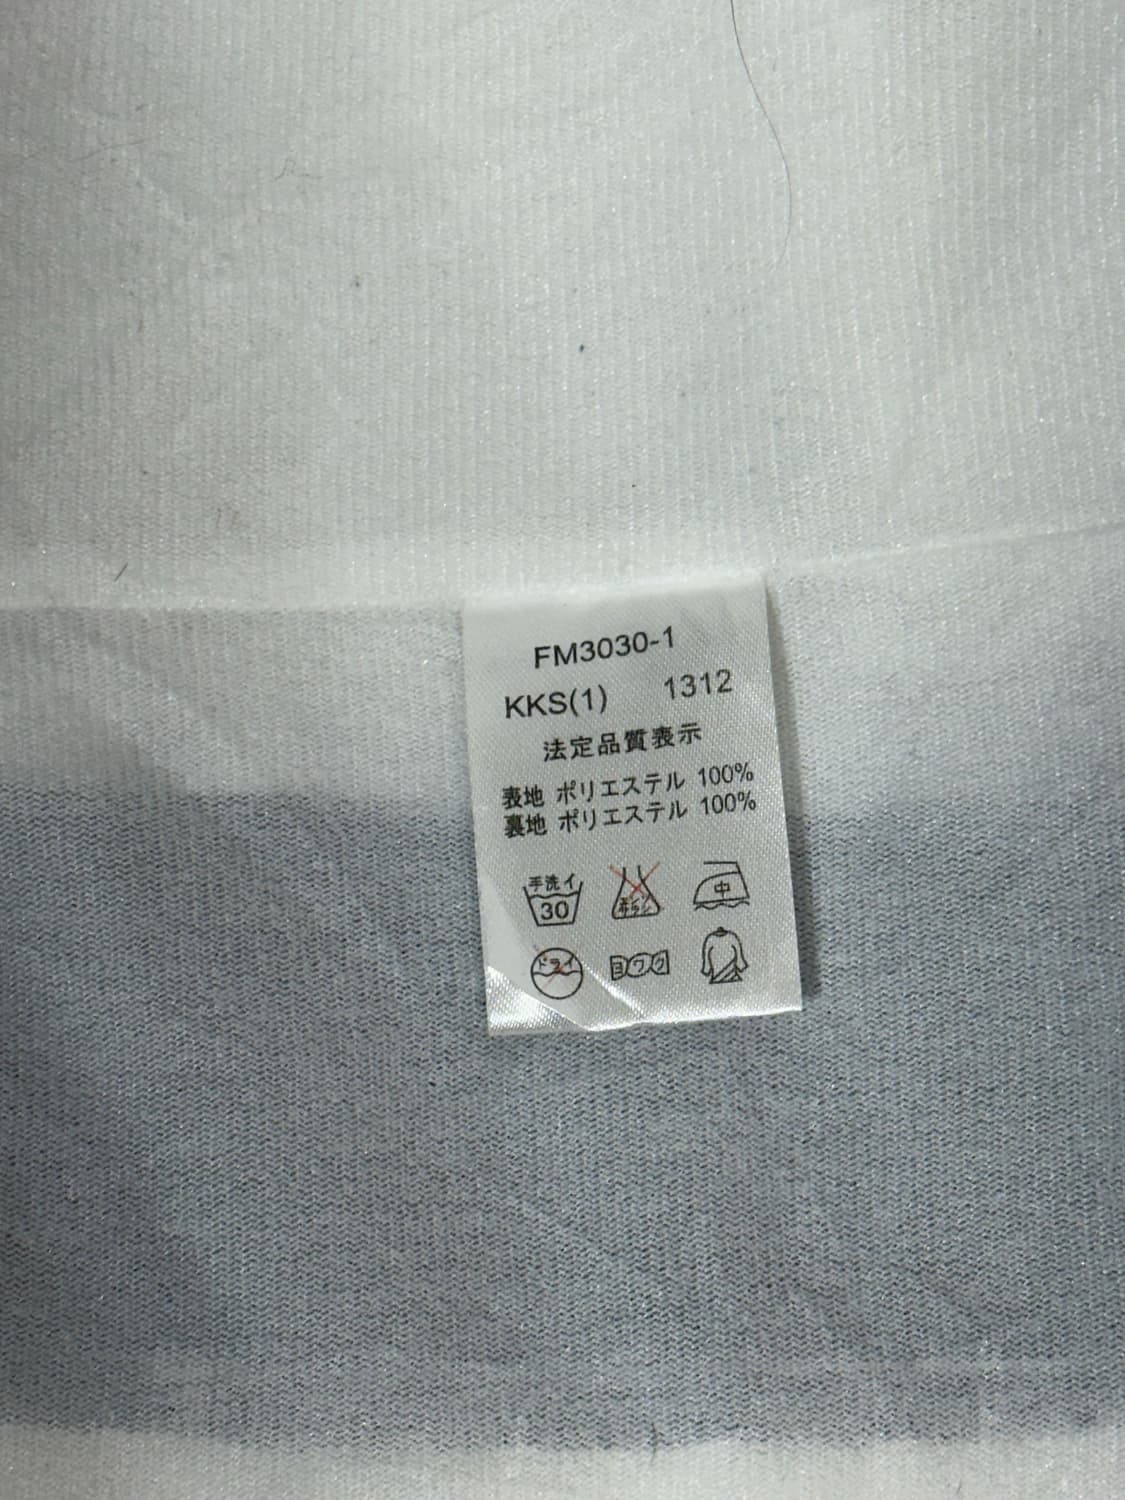 FM3030-1
KKS(1) 1312
法定品質表示
表地 ポリエステル 100%
裏地 ポリエステル 100%
手洗イ
30
中
ドライ
ヨワク